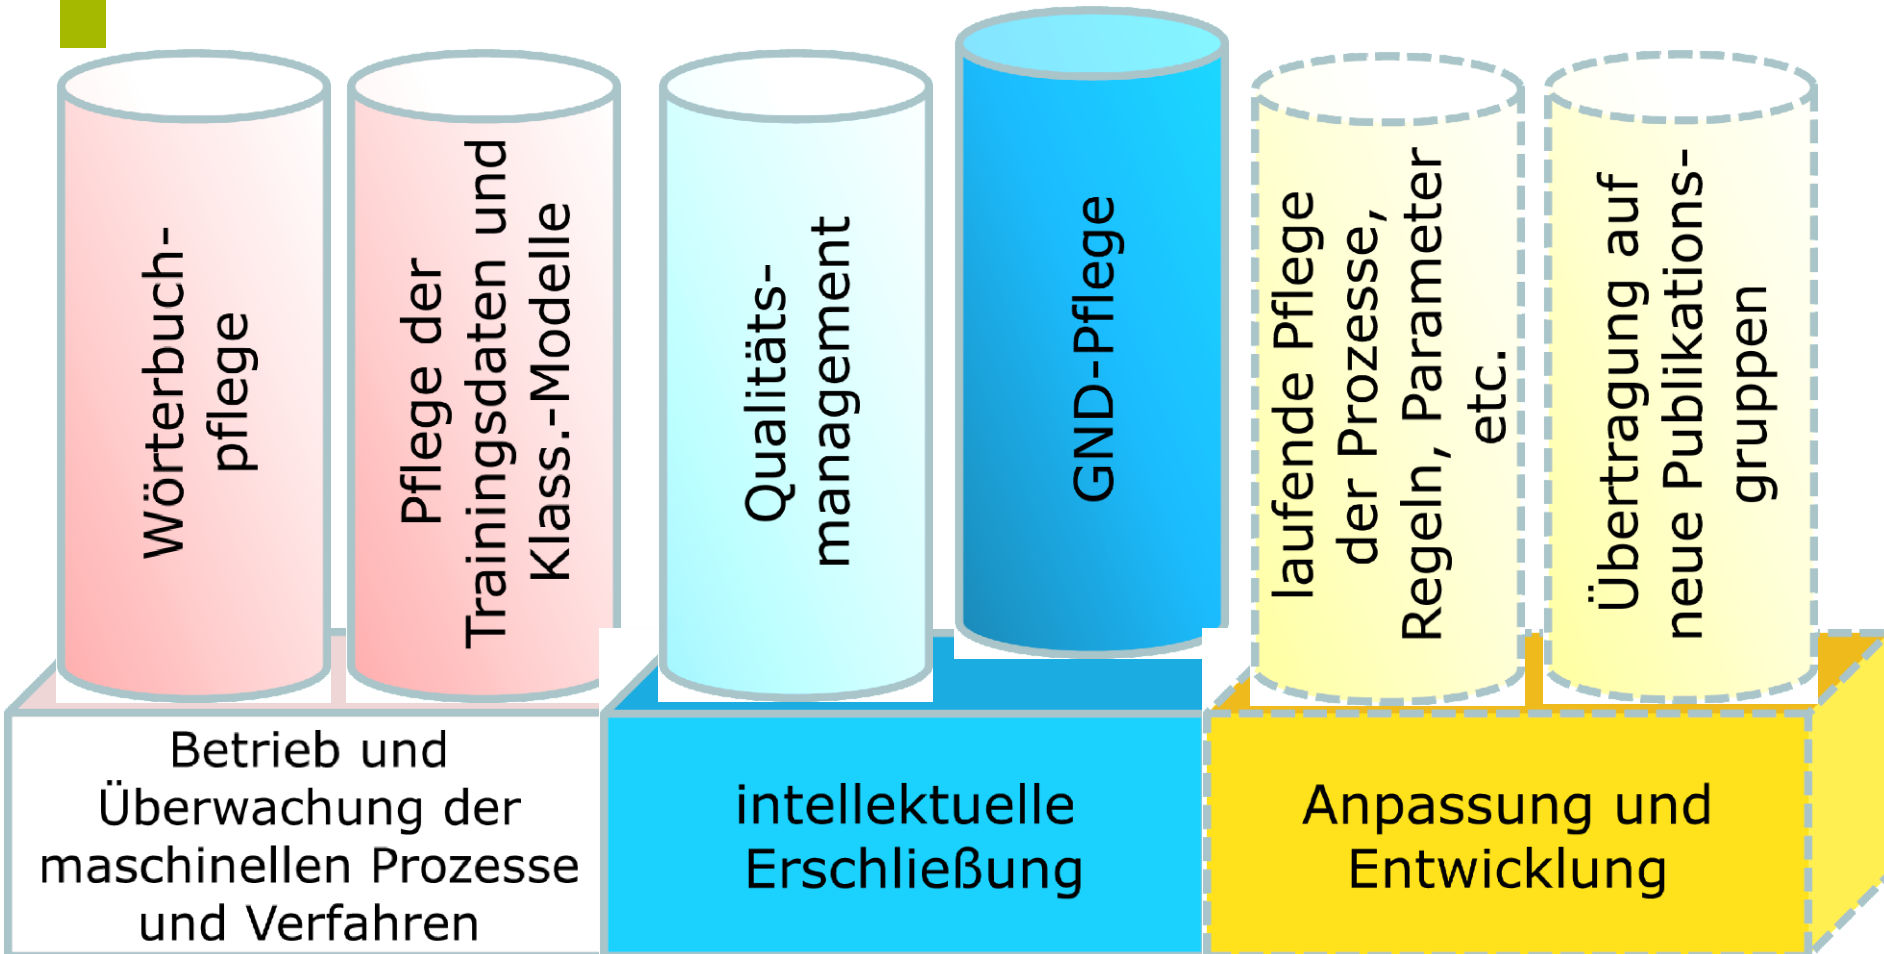 Wörterbuch-
pflege
Pflege der
Trainingsdaten und
Klass.-Modelle
Qualitäts-
management
GND-Pflege
laufende Pflege
der Prozesse,
Regeln, Parameter
etc.
Übertragung auf
neue Publikations-
gruppen
Betrieb und
Überwachung der
maschinellen Prozesse
und Verfahren
intellektuelle
Erschließung
Anpassung und
Entwicklung